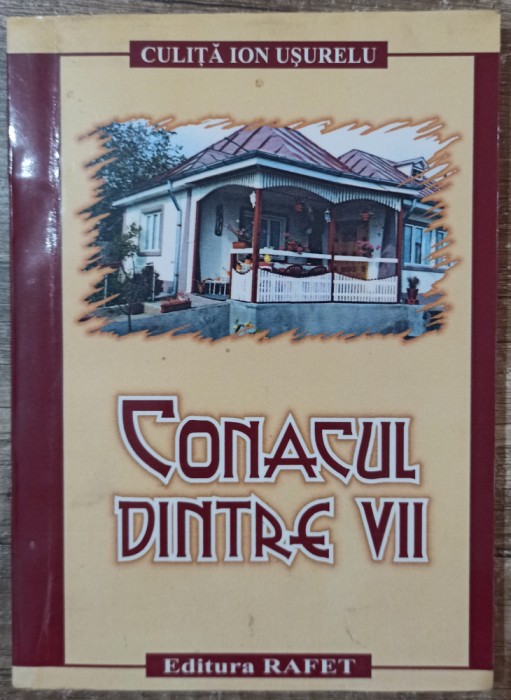 CULIȚĂ ION UȘURELU
CONACUL
DINTRE VII
Editura RAFET